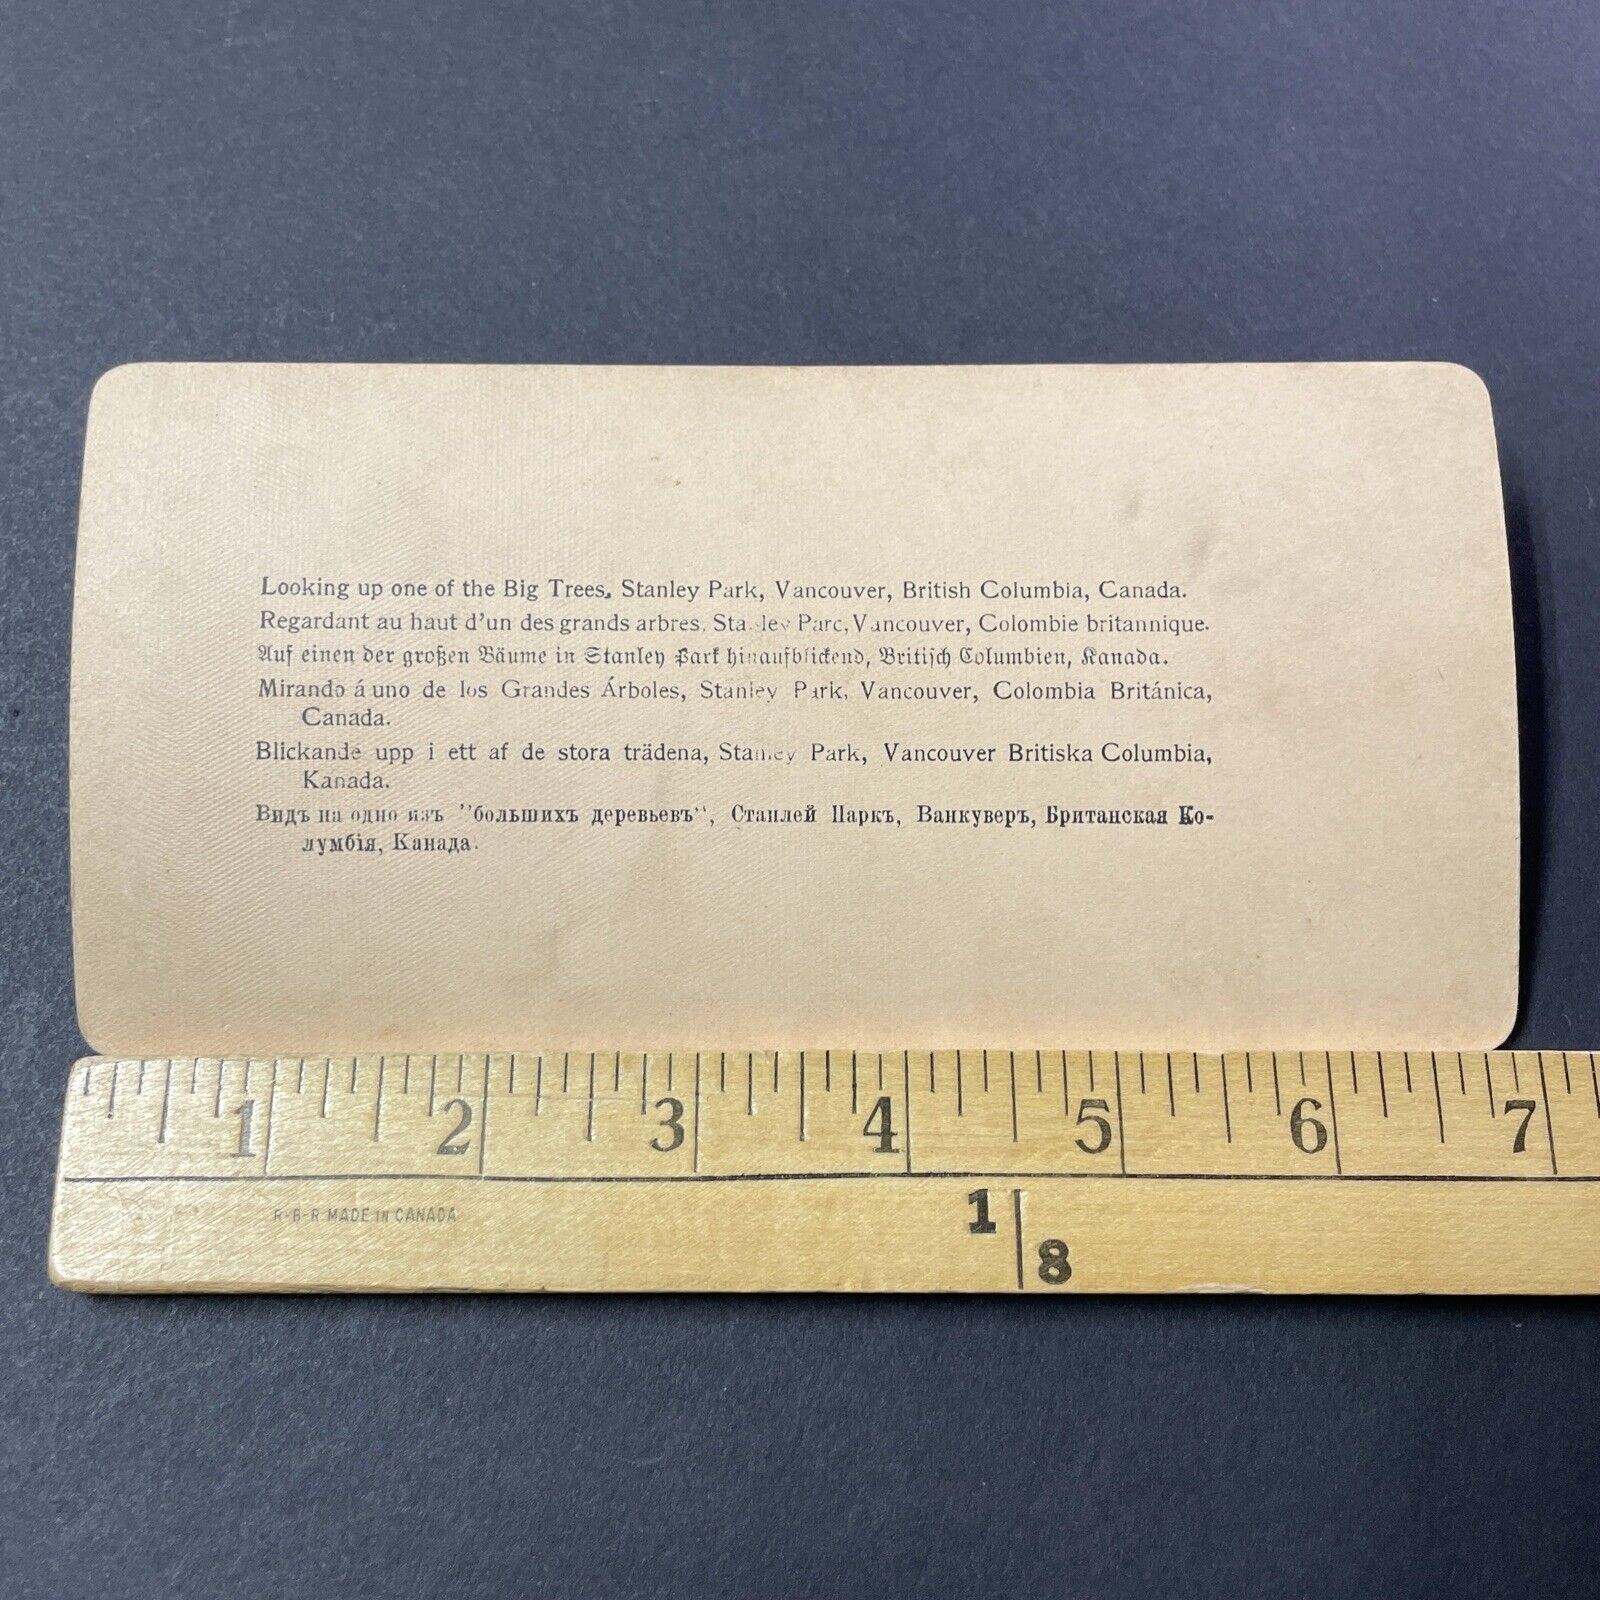 Looking up one of the Big Trees, Stanley Park, Vancouver, British Columbia, Canada.
Regardant au haut d'un des grands arbres, Stanley Parc, Vancouver, Colombie britannique.
Auf einen der großen Bäume in Stanley Park hinaufblickend, Britisch Columbien, Kanada.
Mirando á uno de los Grandes Árboles, Stanley Park, Vancouver, Colombia Británica,
Canada.
Blickande upp i ett af de stora trädena, Stanley Park, Vancouver Britiska Columbia,
Kanada.
Видъ на одно изъ "большихъ деревьевъ", Станлей Паркъ, Ванкуверъ, Британская Ко-
лумбія, Канада.
1 2 3 4 5 6 7
R-B-R MADE IN CANADA
1
8